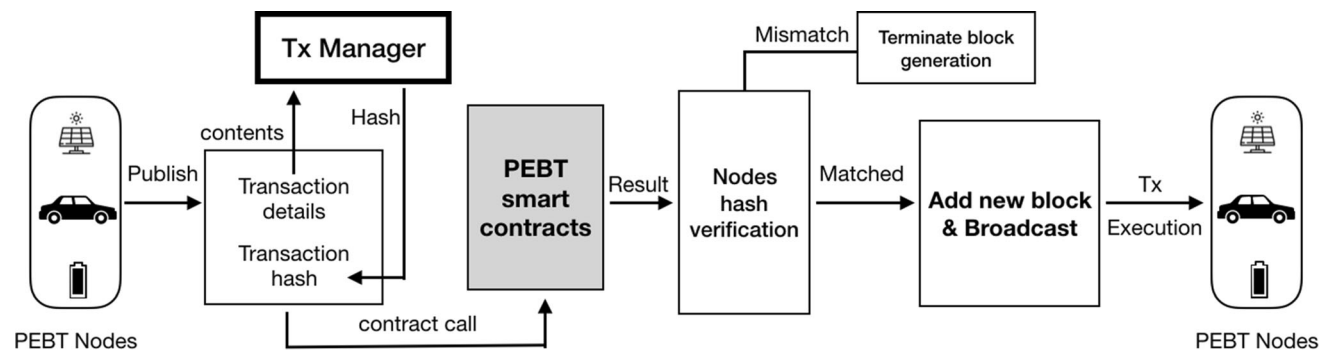 Tx Manager
Mismatch
Terminate block
generation
contents
Hash
Publish
Transaction
details
Transaction
hash
contract call
PEBT
smart
contracts
Result
Nodes
hash
verification
Matched
Add new block
& Broadcast
Tx
Execution
PEBT Nodes
PEBT Nodes